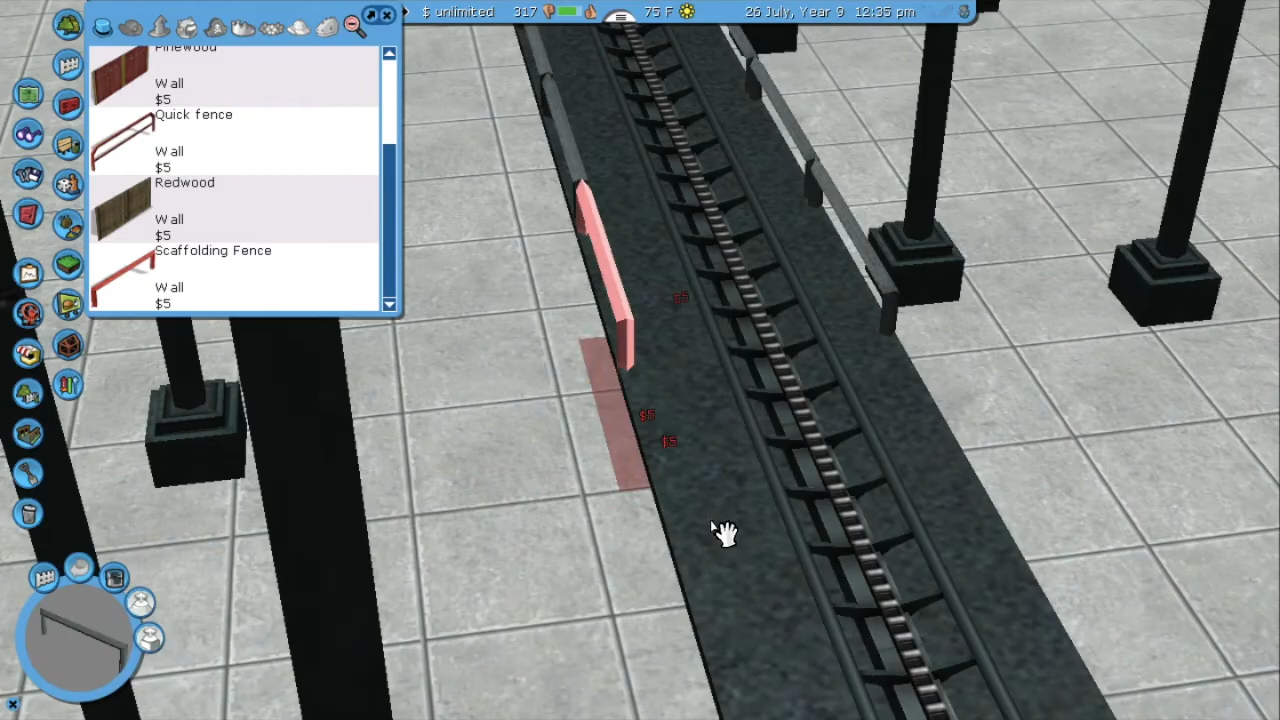 $ unlimited 317 75 F 26 July, Year 9 12:35 pm
Pinewood
Wall
$5
Quick fence
Wall
$5
Redwood
Wall
$5
Scaffolding Fence
Wall
$5
$5
$5
$5